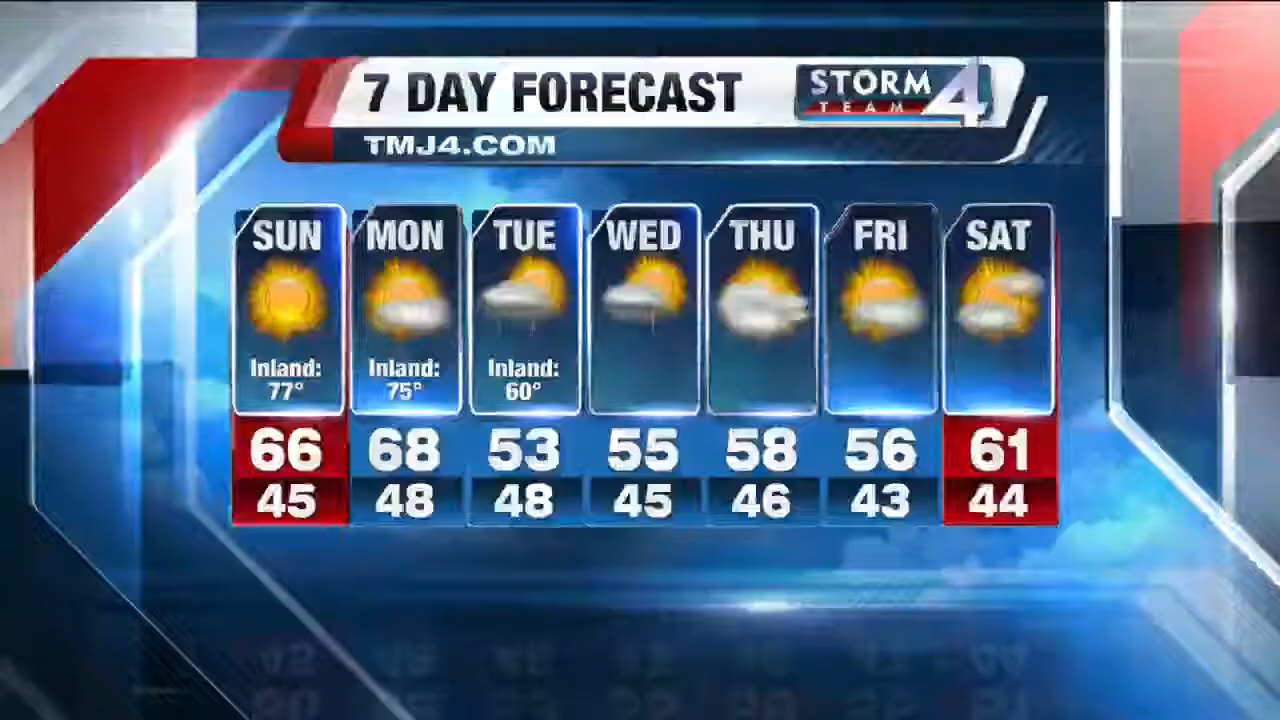 7 DAY FORECAST
STORM 4
TEAM
TMJ4.COM
SUN MON TUE WED THU FRI SAT
Inland: Inland: Inland:
77° 75° 60°
66 68 53 55 58 56 61
45 48 48 45 46 43 44